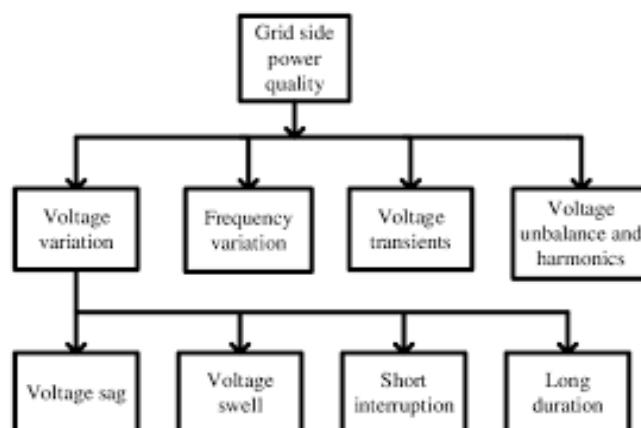 Grid side
power
quality
Voltage
variation
Frequency
variation
Voltage
transients
Voltage
unbalance and
harmonics
Voltage sag
Voltage
swell
Short
interruption
Long
duration